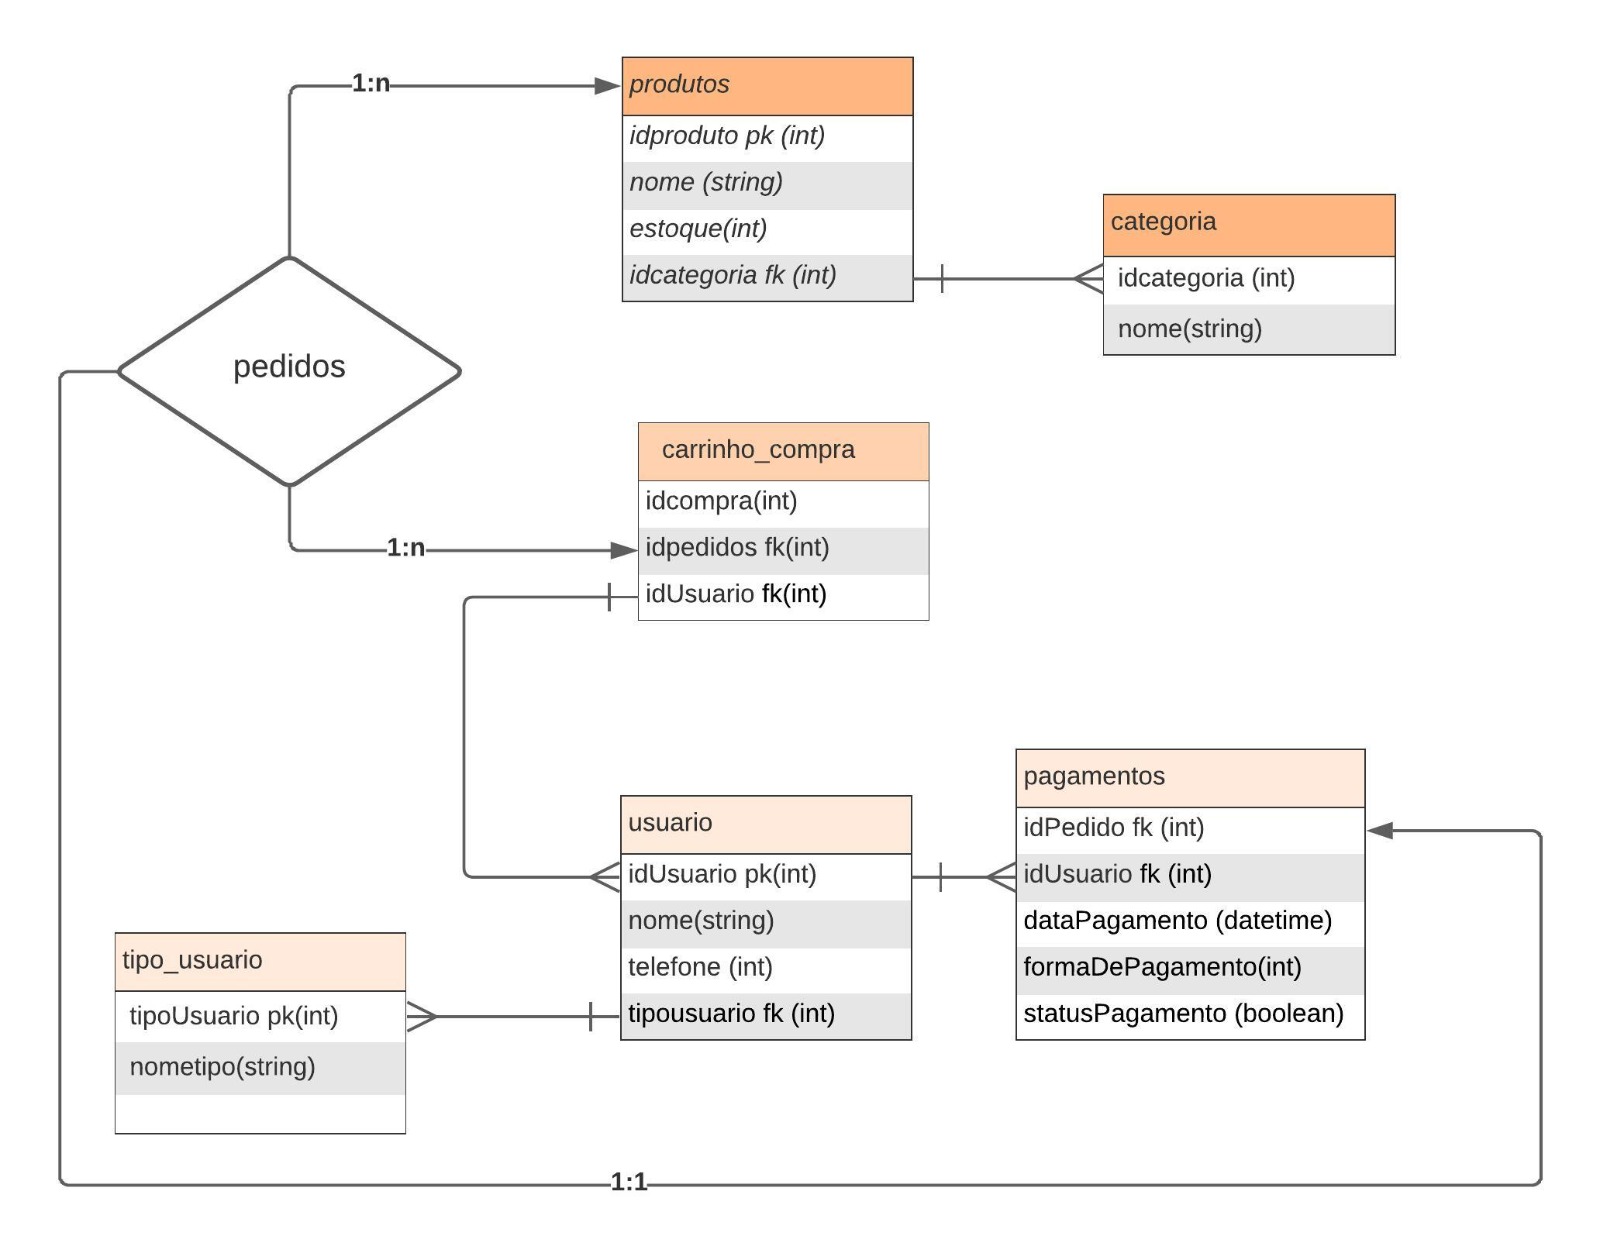 1:n
produtos
idproduto pk (int)
nome (string)
estoque(int)
idcategoria fk (int)
categoria
idcategoria (int)
nome(string)
pedidos
carrinho_compra
idcompra(int)
idpedidos fk(int)
idUsuario fk(int)
1:n
usuario
idUsuario pk(int)
nome(string)
telefone (int)
tipousuario fk (int)
pagamentos
idPedido fk (int)
idUsuario fk (int)
dataPagamento (datetime)
formaDePagamento(int)
statusPagamento (boolean)
tipo_usuario
tipoUsuario pk(int)
nometipo(string)
1:1